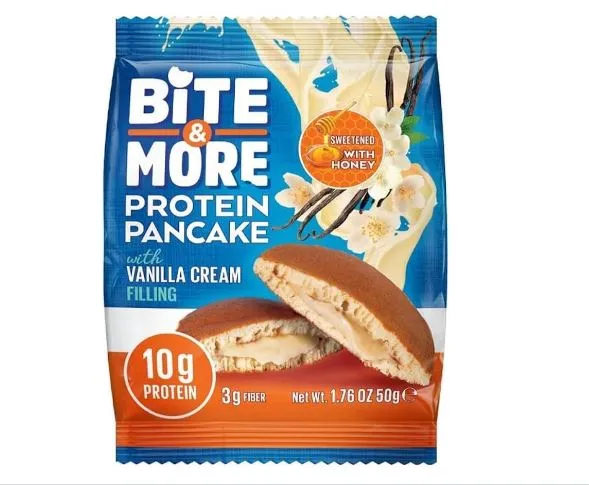 BiTE
&
MORE
PROTEIN
PANCAKE
with
VANILLA CREAM
FILLING
SWEETENED
WITH
HONEY
10g
PROTEIN
3g FIBER
NET WT. 1.76 OZ 50g ℮